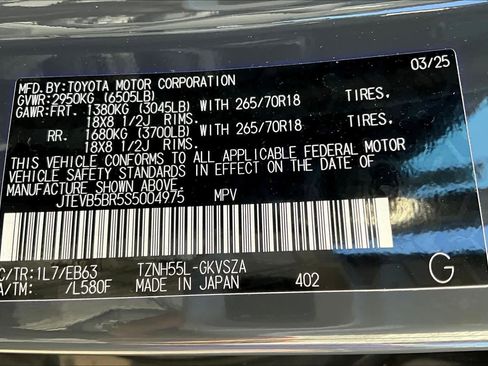 03/25
MFD.BY:TOYOTA MOTOR CORPORATION
GVWR:2950KG (6505LB)
GAWR:FRT. 1380KG (3045LB) WITH 265/70R18 TIRES.
18X8 1/2J RIMS.
RR. 1680KG (3700LB) WITH 265/70R18 TIRES.
18X8 1/2J RIMS.
THIS VEHICLE CONFORMS TO ALL APPLICABLE FEDERAL MOTOR
VEHICLE SAFETY STANDARDS IN EFFECT ON THE DATE OF
MANUFACTURE SHOWN ABOVE.
JTEVB5BR5S5004975 MPV
C/TR:1L7/EB63 TZNH55L-GKVSZA
A/TM: /L580F MADE IN JAPAN 402 G